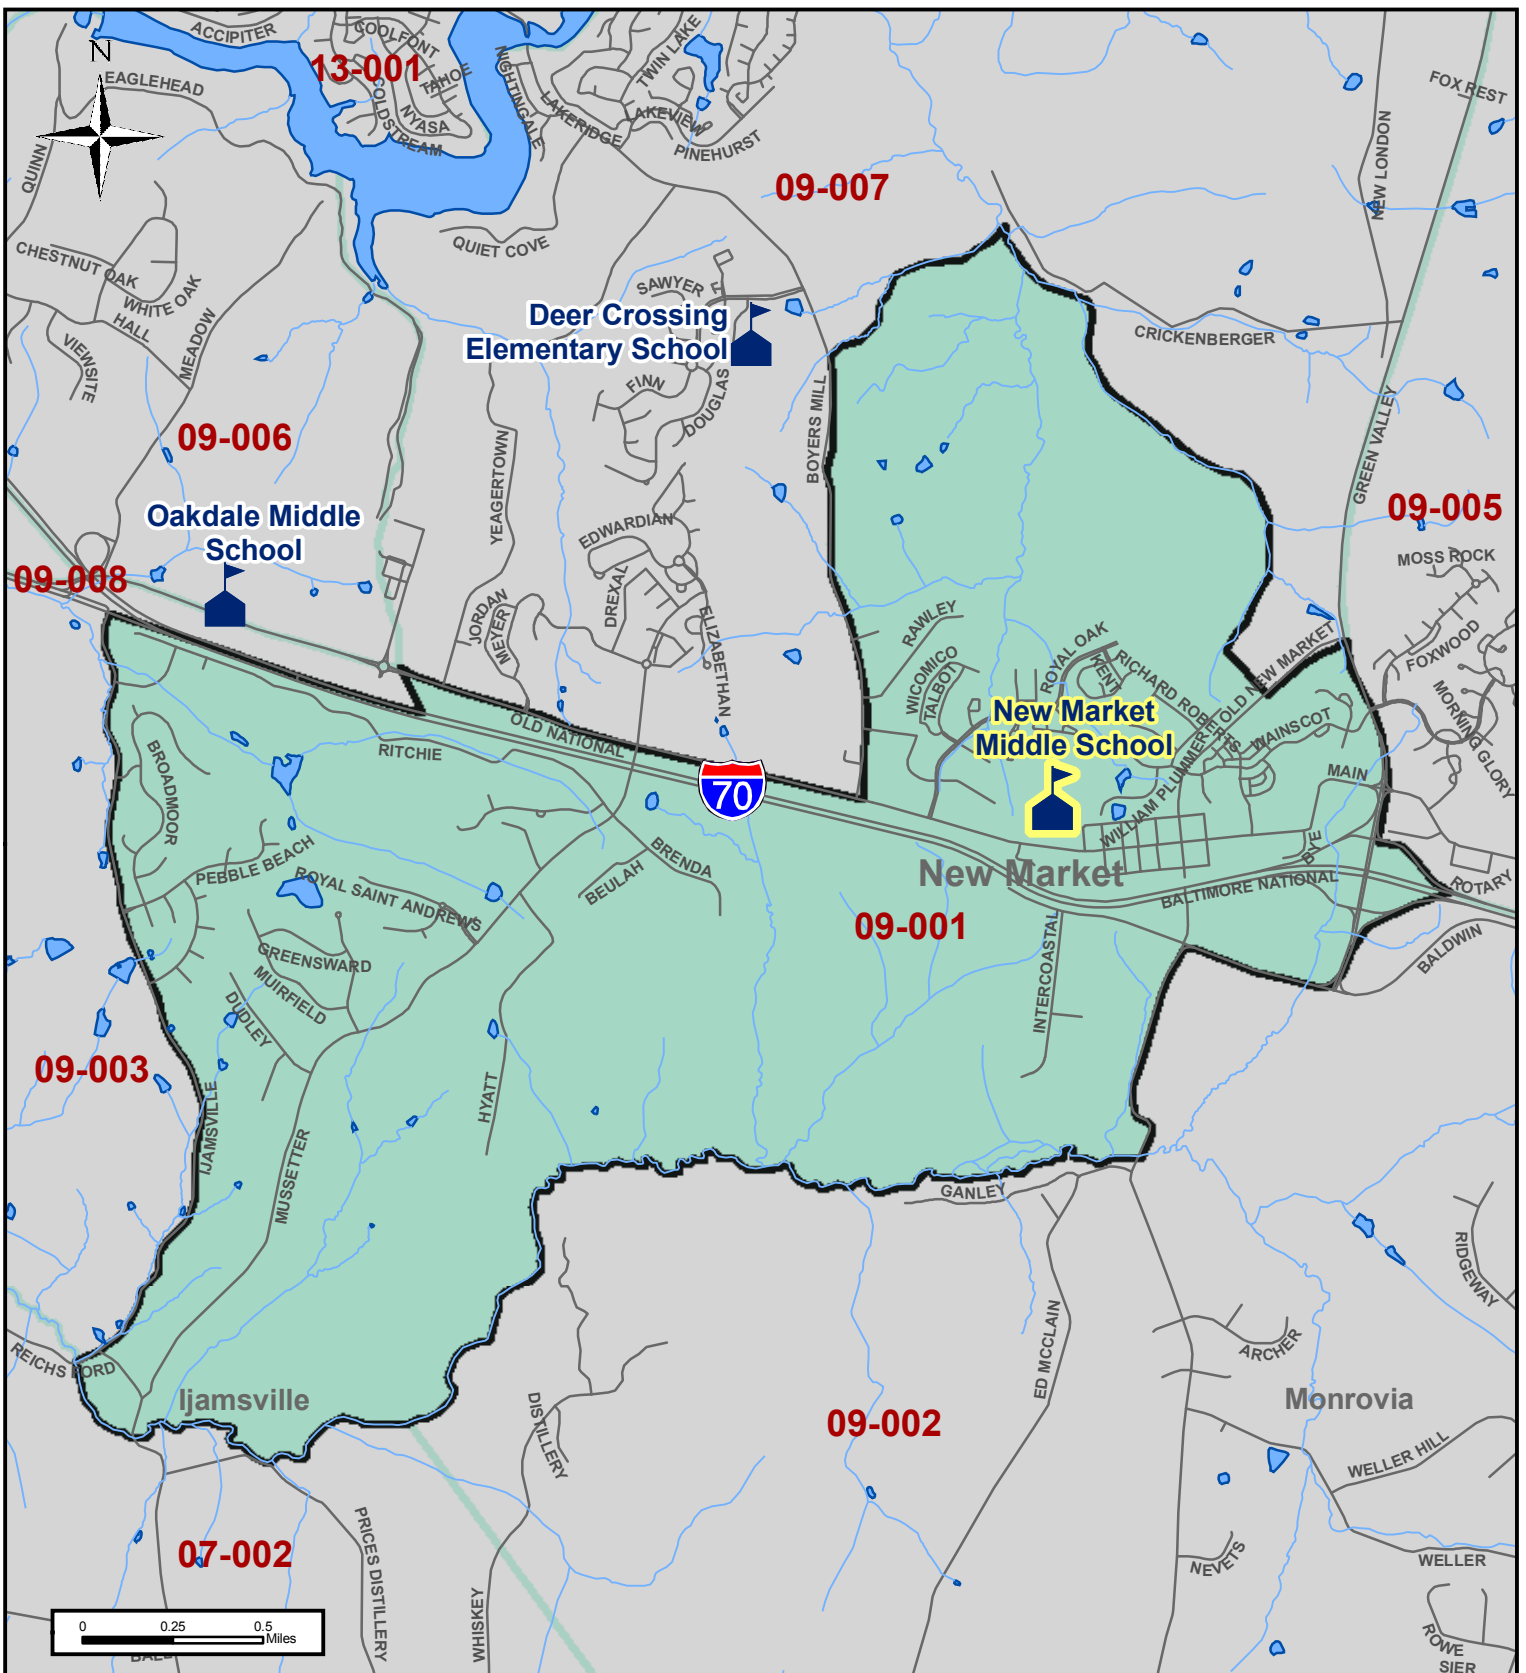 ACCIPITER
COOLFONT
13-001
N
EAGLEHEAD
TAHOE
NYASA
COLDSTREAM
NIGHTINGALE
LAKERIDGE
TWIN LAKE
LAKEVIEW
PINEHURST
FOX REST
NEW LONDON
QUINN
09-007
QUIET COVE
CHESTNUT OAK
WHITE OAK
HALL
MEADOW
VIEWSITE
SAWYER
Deer Crossing
Elementary School
CRICKENBERGER
FINN
DOUGLAS
BOYERS MILL
GREEN VALLEY
09-006
YEAGERTOWN
09-005
Oakdale Middle
School
EDWARDIAN
MOSS ROCK
09-008
DREXAL
JORDAN
MEYER
ELIZABETHAN
RAWLEY
WICOMICO
TALBOT
ROYAL OAK
KENT
RICHARD ROBERTS
OLD NEW MARKET
FOXWOOD
MORNING GLORY
New Market
Middle School
WAINSCOT
WILLIAM PLUMMER
OLD NATIONAL
RITCHIE
BROADMOOR
70
MAIN
BYE
New Market
BALTIMORE NATIONAL
ROTARY
BRENDA
BEULAH
PEBBLE BEACH
ROYAL SAINT ANDREWS
09-001
BALDWIN
GREENSWARD
MUIRFIELD
DUDLEY
INTERCOASTAL
09-003
IJAMSVILLE
HYATT
MUSSETTER
GANLEY
RIDGEWAY
REICHS FORD
ED MCCLAIN
ARCHER
Ijamsville
Monrovia
DISTILLERY
09-002
WELLER HILL
07-002
PRICES DISTILLERY
WHISKEY
NEVETS
WELLER
0 0.25 0.5
Miles
ROWE
SIER